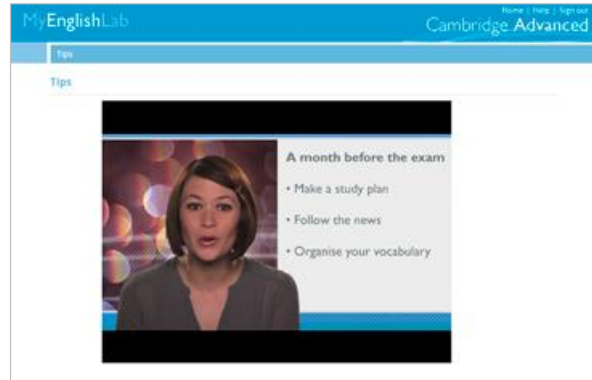 Home | Help | Sign out
MyEnglishLab
Cambridge Advanced
Tips
Tips
A month before the exam
• Make a study plan
• Follow the news
• Organise your vocabulary